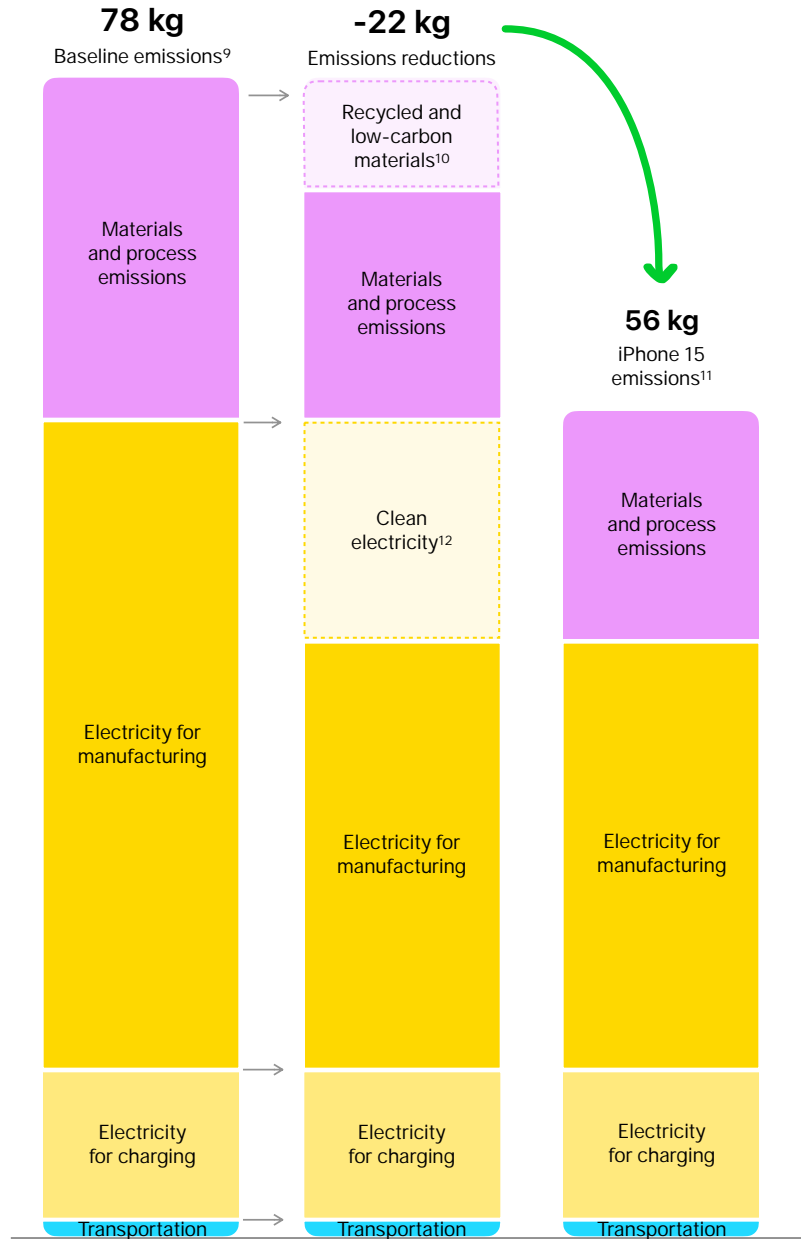 78 kg
Baseline emissions⁹
Materials
and process
emissions
Electricity for
manufacturing
Electricity
for charging
Transportation
-22 kg
Emissions reductions
Recycled and
low-carbon
materials¹⁰
Materials
and process
emissions
Clean
electricity¹²
Electricity for
manufacturing
Electricity
for charging
Transportation
56 kg
iPhone 15
emissions¹¹
Materials
and process
emissions
Electricity for
manufacturing
Electricity
for charging
Transportation